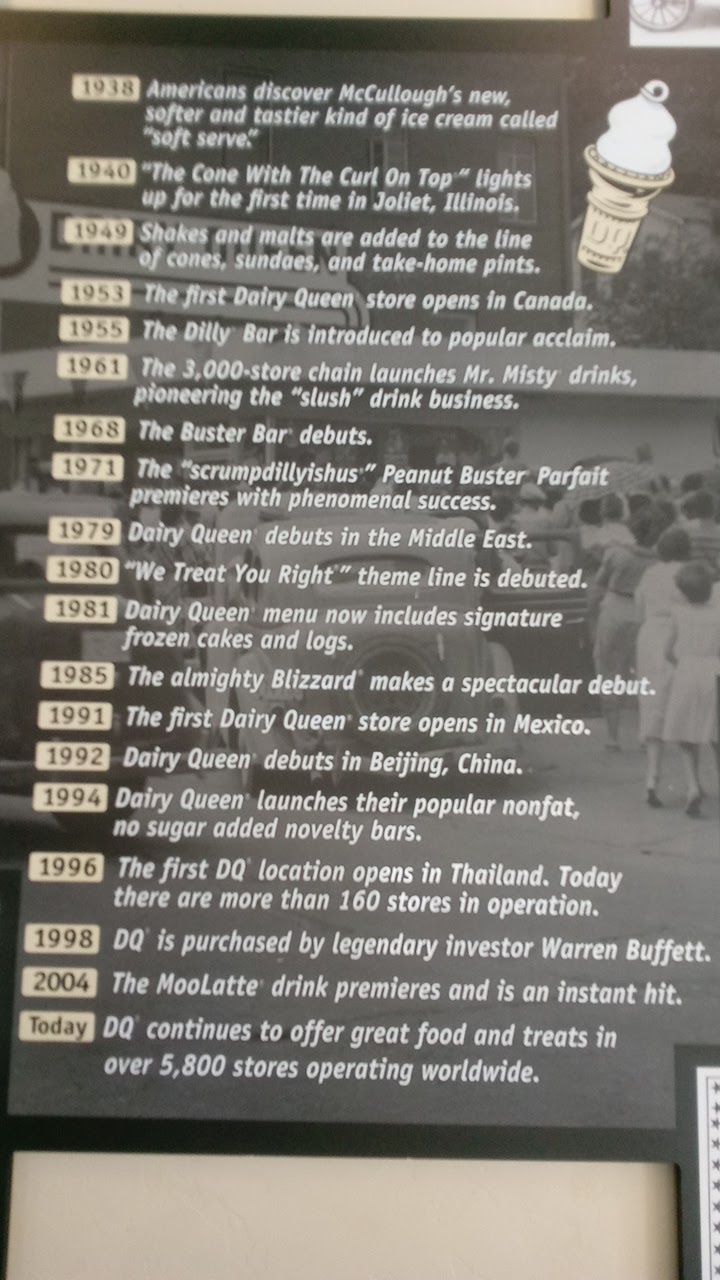 1938 Americans discover McCullough's new,
softer and tastier kind of ice cream called
"soft serve."
1940 "The Cone With The Curl On Top" lights
up for the first time in Joliet, Illinois.
1949 Shakes and malts are added to the line
of cones, sundaes, and take-home pints.
1953 The first Dairy Queen store opens in Canada.
1955 The Dilly Bar is introduced to popular acclaim.
1961 The 3,000-store chain launches Mr. Misty drinks,
pioneering the "slush" drink business.
1968 The Buster Bar debuts.
1971 The "scrumpdillyishus" Peanut Buster Parfait
premieres with phenomenal success.
1979 Dairy Queen debuts in the Middle East.
1980 "We Treat You Right" theme line is debuted.
1981 Dairy Queen menu now includes signature
frozen cakes and logs.
1985 The almighty Blizzard makes a spectacular debut.
1991 The first Dairy Queen store opens in Mexico.
1992 Dairy Queen debuts in Beijing, China.
1994 Dairy Queen launches their popular nonfat,
no sugar added novelty bars.
1996 The first DQ location opens in Thailand. Today
there are more than 160 stores in operation.
1998 DQ is purchased by legendary investor Warren Buffett.
2004 The MooLatte drink premieres and is an instant hit.
Today DQ continues to offer great food and treats in
over 5,800 stores operating worldwide.
DQ